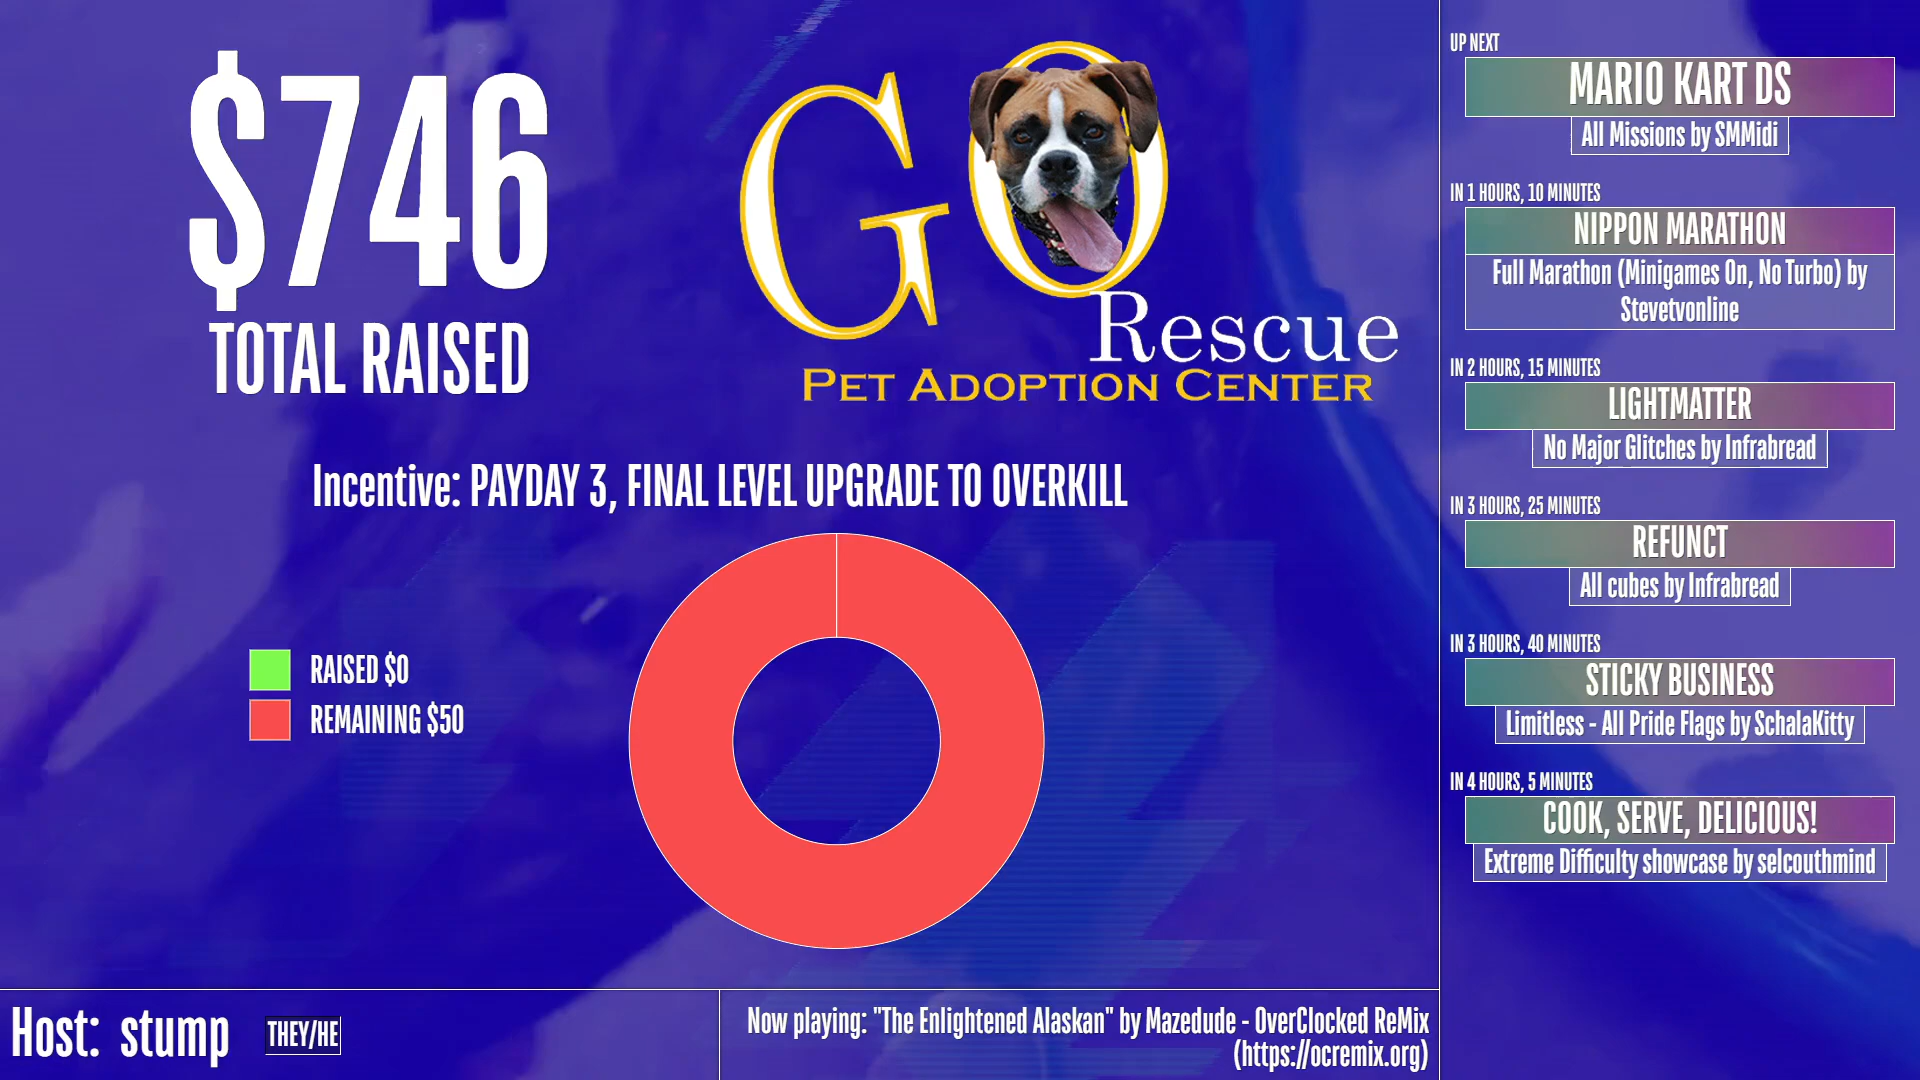 $746
TOTAL RAISED
GO
Rescue
PET ADOPTION CENTER
Incentive: PAYDAY 3, FINAL LEVEL UPGRADE TO OVERKILL
RAISED $0
REMAINING $50
UP NEXT
MARIO KART DS
All Missions by SMMidi
IN 1 HOURS, 10 MINUTES
NIPPON MARATHON
Full Marathon (Minigames On, No Turbo) by
Stevetvonline
IN 2 HOURS, 15 MINUTES
LIGHTMATTER
No Major Glitches by Infrabread
IN 3 HOURS, 25 MINUTES
REFUNCT
All cubes by Infrabread
IN 3 HOURS, 40 MINUTES
STICKY BUSINESS
Limitless - All Pride Flags by SchalaKitty
IN 4 HOURS, 5 MINUTES
COOK, SERVE, DELICIOUS!
Extreme Difficulty showcase by selcouthmind
Host: stump THEY/HE
Now playing: "The Enlightened Alaskan" by Mazedude - OverClocked ReMix
(https://ocremix.org)